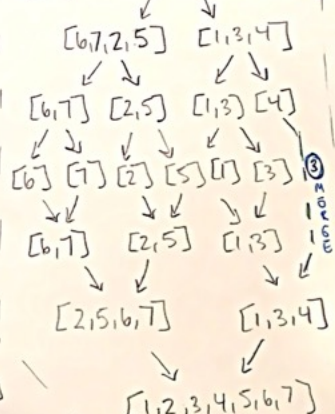 [6,7,2,5] [1,3,4]
[6,7] [2,5] [1,3] [4]
[6] [7] [2] [5] [1] [3] ③
MERGE
[6,7] [2,5] [1,3]
[2,5,6,7] [1,3,4]
[1,2,3,4,5,6,7]